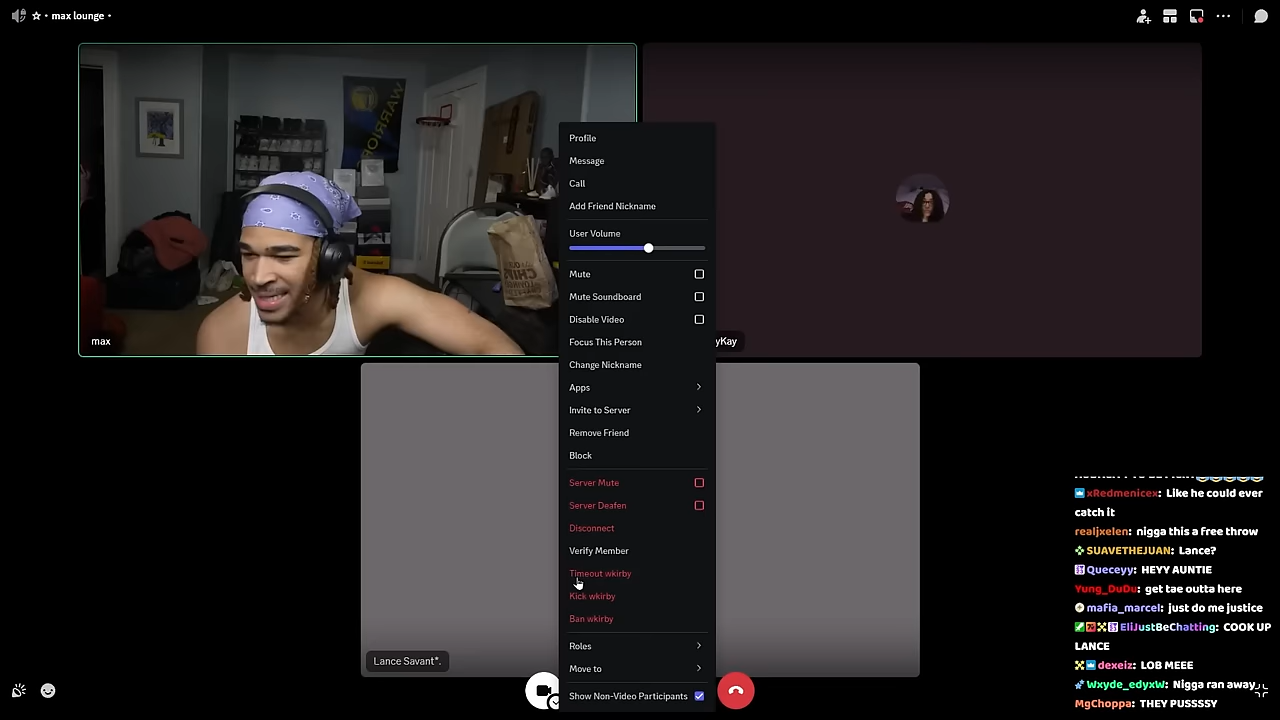 max lounge
WARRIOR
max
yKay
Lance Savant*.
Profile
Message
Call
Add Friend Nickname
User Volume
Mute
Mute Soundboard
Disable Video
Focus This Person
Change Nickname
Apps
Invite to Server
Remove Friend
Block
Server Mute
Server Deafen
Disconnect
Verify Member
Timeout wkirby
Kick wkirby
Ban wkirby
Roles
Move to
Show Non-Video Participants
xRedmenicex: Like he could ever
catch it
realjxelen: nigga this a free throw
SUAVETHEJUAN: Lance?
Queceyy: HEYY AUNTIE
Yung_DuDu: get tae outta here
mafia_marcel: just do me justice
EliJustBeChatting: COOK UP
LANCE
dexeiz: LOB MEEE
Wxyde_edyxW: Nigga ran away
MgChoppa: THEY PUSSSSY